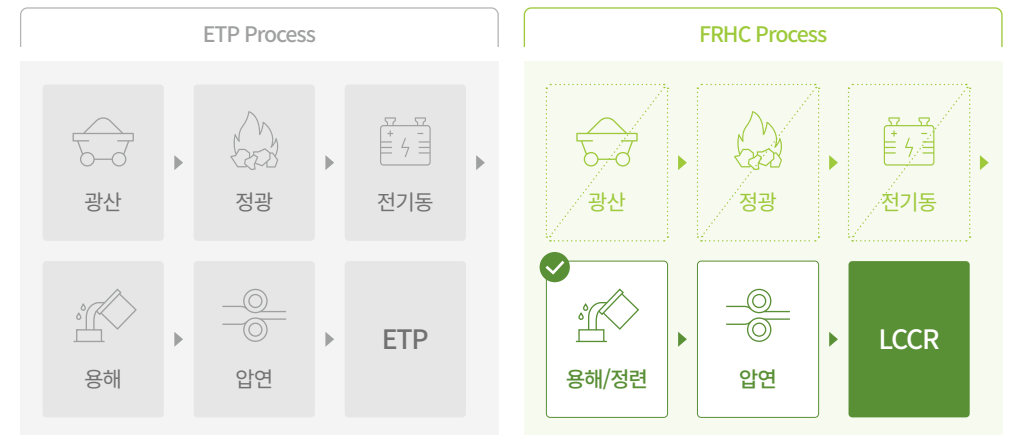 ETP Process
광산
정광
전기동
용해
압연
ETP
FRHC Process
광산
정광
전기동
용해/정련
압연
LCCR